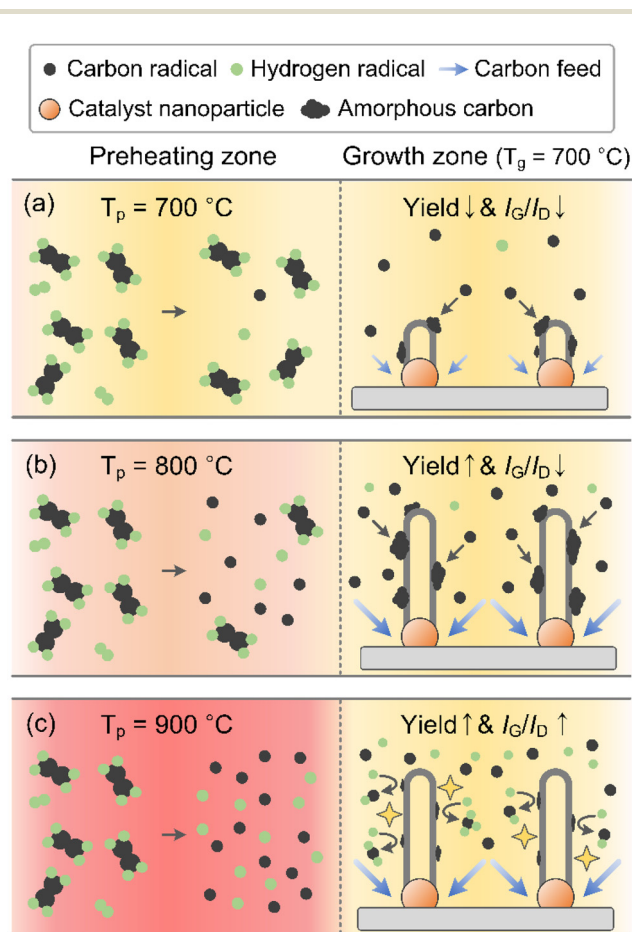 Carbon radical Hydrogen radical Carbon feed
Catalyst nanoparticle Amorphous carbon
Preheating zone Growth zone (Tg = 700 °C)
(a) Tp = 700 °C Yield ↓ & IG/ID ↓
(b) Tp = 800 °C Yield ↑ & IG/ID ↓
(c) Tp = 900 °C Yield ↑ & IG/ID ↑